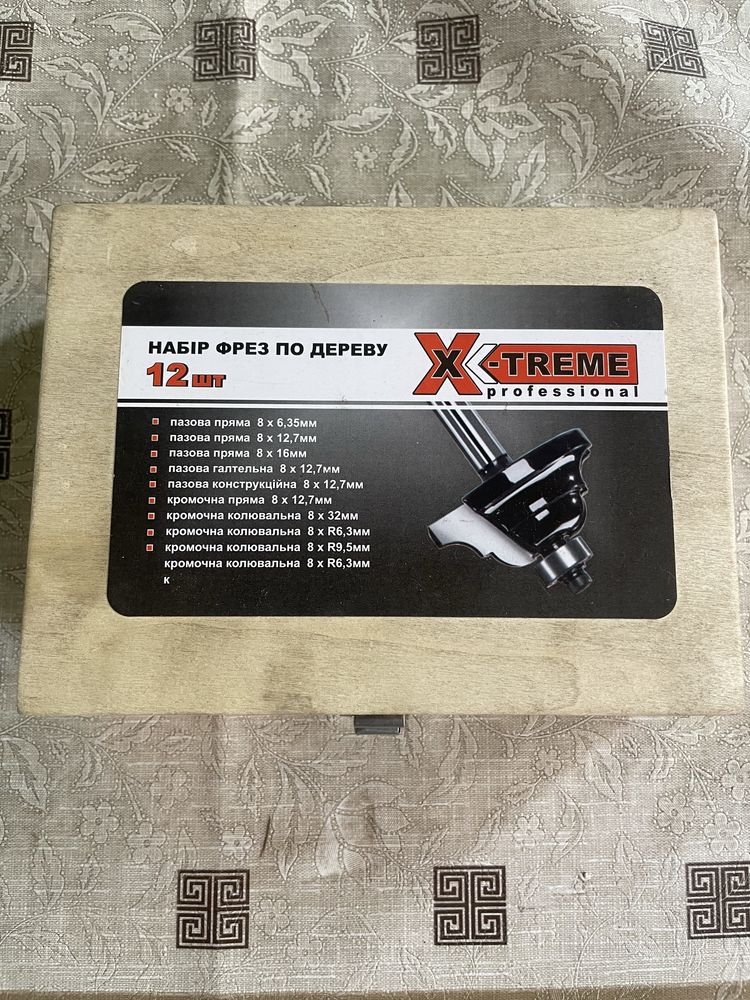 НАБІР ФРЕЗ ПО ДЕРЕВУ
12 шт
X-TREME
professional
пазова пряма 8 x 6,35мм
пазова пряма 8 x 12,7мм
пазова пряма 8 x 16мм
пазова галтельна 8 x 12,7мм
пазова конструкційна 8 x 12,7мм
кромочна пряма 8 x 12,7мм
кромочна колювальна 8 x 32мм
кромочна колювальна 8 x R6,3мм
кромочна колювальна 8 x R9,5мм
кромочна колювальна 8 x R6,3мм
к